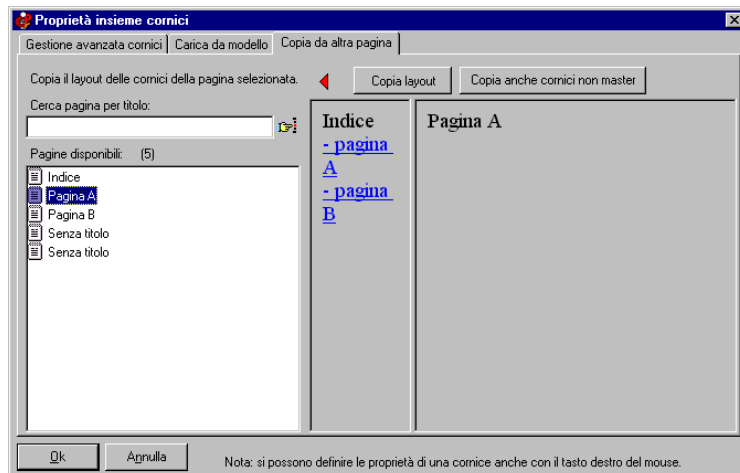 Proprietà insieme cornici
Gestione avanzata cornici
Carica da modello
Copia da altra pagina
Copia il layout delle cornici della pagina selezionata.
Copia layout
Copia anche cornici non master
Cerca pagina per titolo:
Pagine disponibili: (5)
Indice
Pagina A
Pagina B
Senza titolo
Senza titolo
Indice
- pagina
A
- pagina
B
Pagina A
Ok
Annulla
Nota: si possono definire le proprietà di una cornice anche con il tasto destro del mouse.